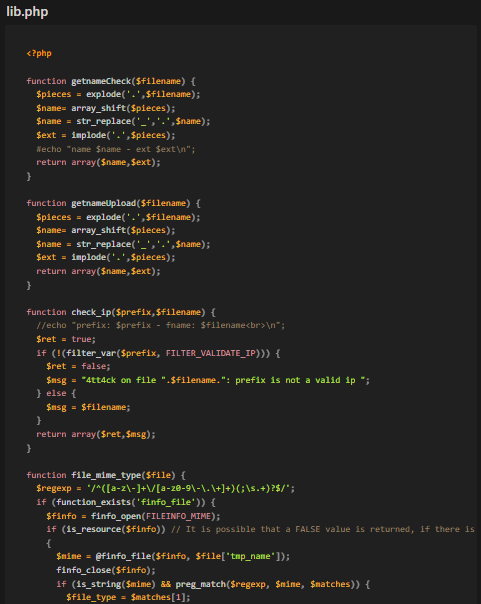 lib.php
<?php
function getnameCheck($filename) {
$pieces = explode('.',$filename);
$name= array_shift($pieces);
$name = str_replace('_','.',$name);
$ext = implode('.',$pieces);
#echo "name $name - ext $ext\n";
return array($name,$ext);
}
function getnameUpload($filename) {
$pieces = explode('.',$filename);
$name= array_shift($pieces);
$name = str_replace('_','.',$name);
$ext = implode('.',$pieces);
return array($name,$ext);
}
function check_ip($prefix,$filename) {
//echo "prefix: $prefix - fname: $filename<br>\n";
$ret = true;
if (!(filter_var($prefix, FILTER_VALIDATE_IP))) {
$ret = false;
$msg = "4tt4ck on file ".$filename.": prefix is not a valid ip ";
} else {
$msg = $filename;
}
return array($ret,$msg);
}
function file_mime_type($file) {
$regexp = '/^([a-z\-]+\/[a-z0-9\-\.\+]+)(;\s.+)?$/';
if (function_exists('finfo_file')) {
$finfo = finfo_open(FILEINFO_MIME);
if (is_resource($finfo)) // It is possible that a FALSE value is returned, if there is
{
$mime = @finfo_file($finfo, $file['tmp_name']);
finfo_close($finfo);
if (is_string($mime) && preg_match($regexp, $mime, $matches)) {
$file_type = $matches[1];